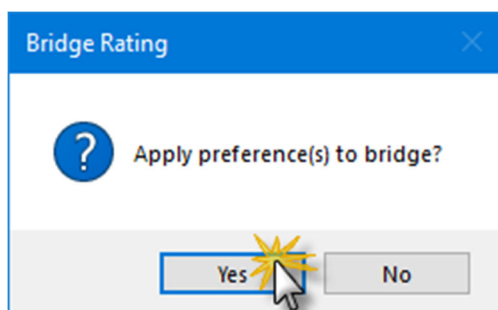 Bridge Rating
Apply preference(s) to bridge?
Yes No